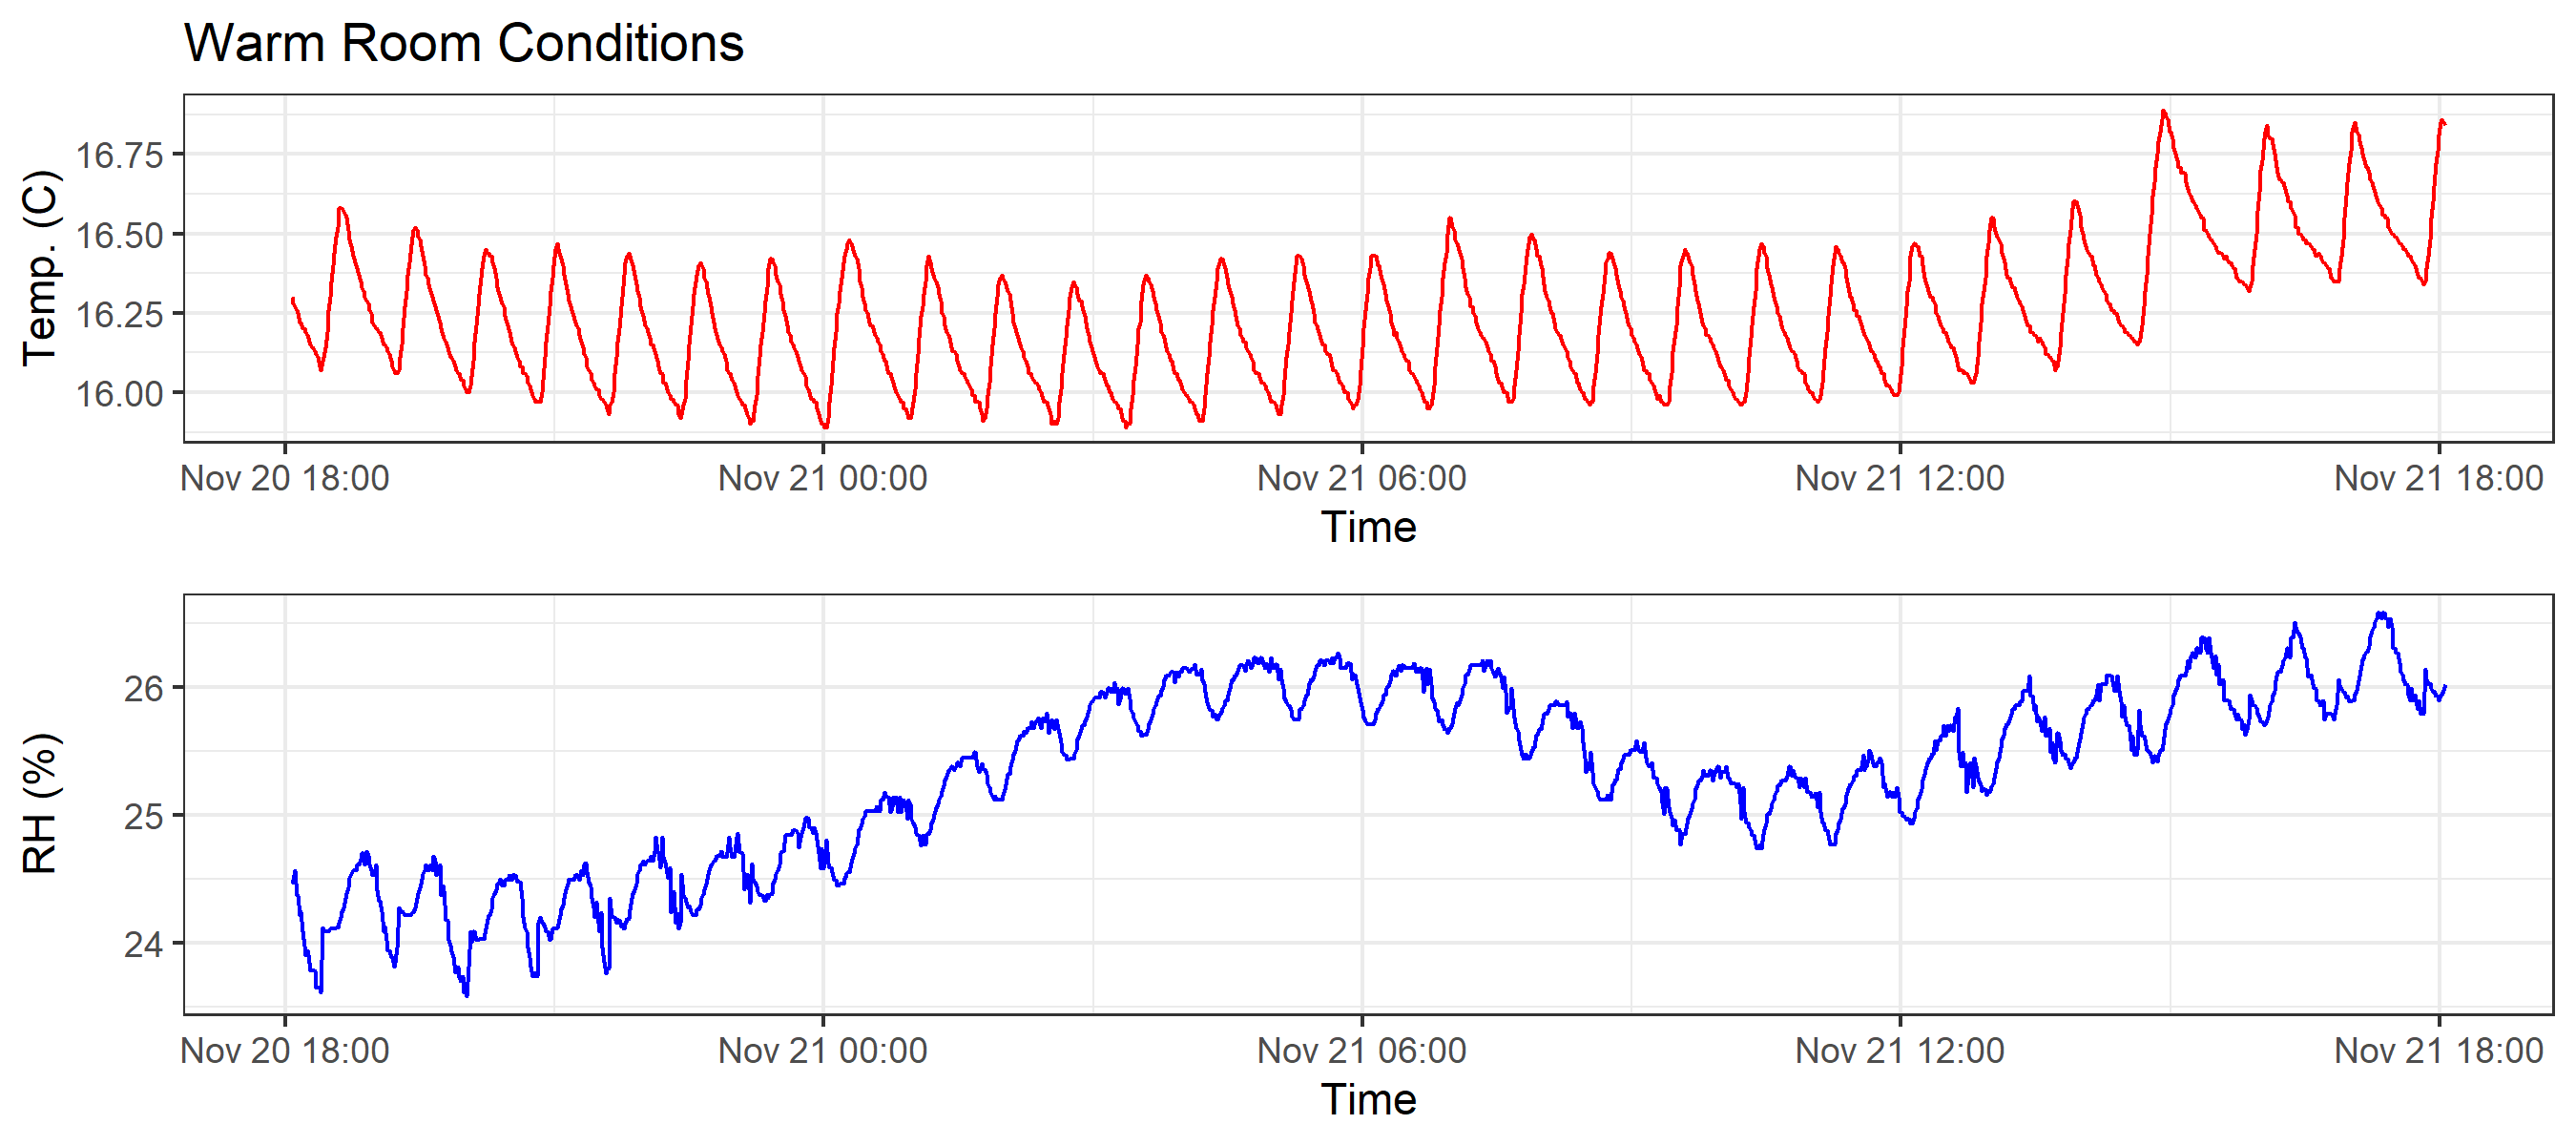 Warm Room Conditions
Temp. (C)
16.75
16.50
16.25
16.00
Nov 20 18:00 Nov 21 00:00 Nov 21 06:00 Nov 21 12:00 Nov 21 18:00
Time
RH (%)
26
25
24
Nov 20 18:00 Nov 21 00:00 Nov 21 06:00 Nov 21 12:00 Nov 21 18:00
Time